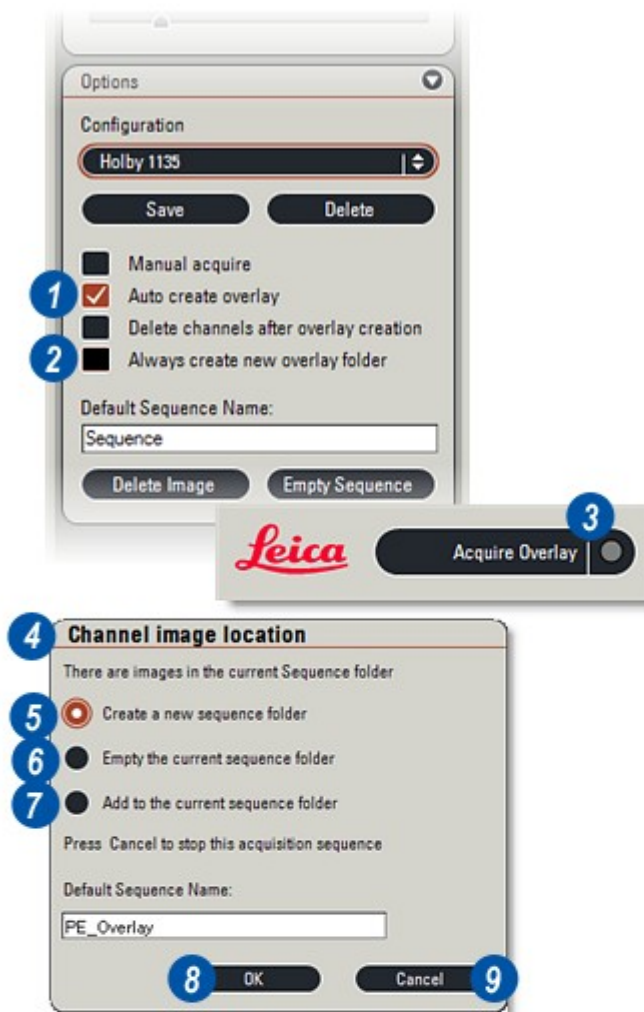 Options
Configuration
Holby 1135
Save Delete
Manual acquire
1 Auto create overlay
Delete channels after overlay creation
2 Always create new overlay folder
Default Sequence Name:
Sequence
Delete Image Empty Sequence
3
Leica Acquire Overlay
4 Channel image location
There are images in the current Sequence folder
5 Create a new sequence folder
6 Empty the current sequence folder
7 Add to the current sequence folder
Press Cancel to stop this acquisition sequence
Default Sequence Name:
PE_Overlay
8 OK Cancel 9